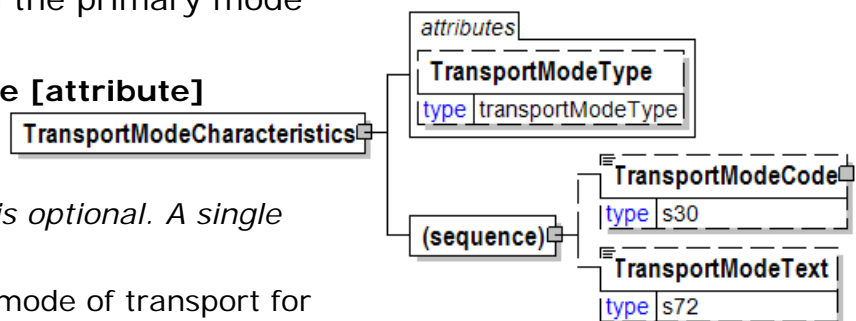 the primary mode
e [attribute]
is optional. A single
mode of transport for
TransportModeCharacteristics
attributes
TransportModeType
type transportModeType
(sequence)
TransportModeCode
type s30
TransportModeText
type s72